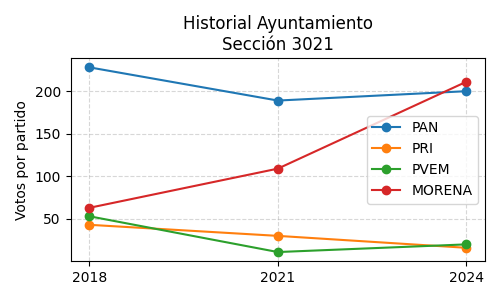 Historial Ayuntamiento
Sección 3021
Votos por partido
200
150
100
50
2018
2021
2024
PAN
PRI
PVEM
MORENA